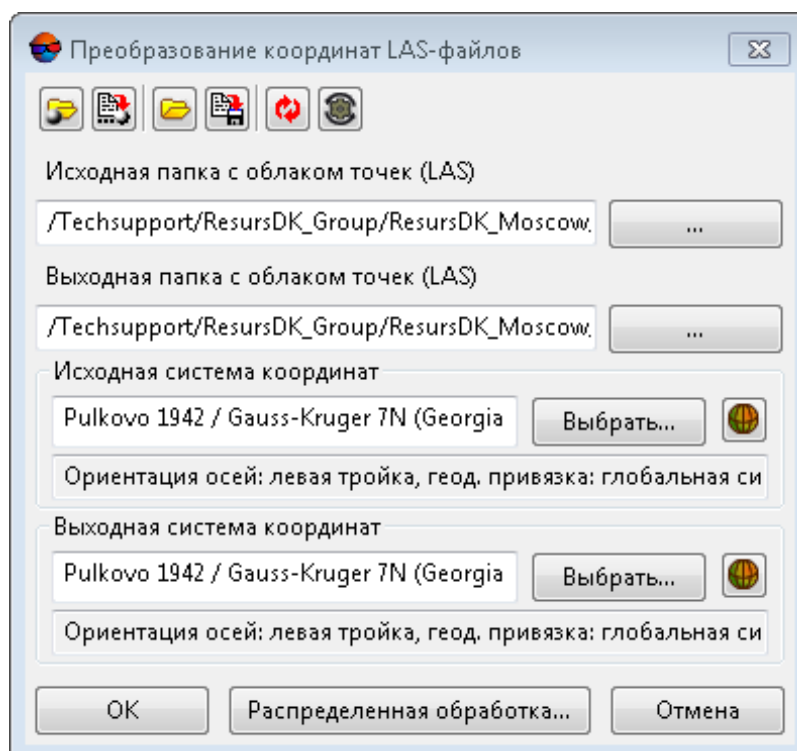 Преобразование координат LAS-файлов
Исходная папка с облаком точек (LAS)
/Techsupport/ResursDK_Group/ResursDK_Moscow,
...
Выходная папка с облаком точек (LAS)
/Techsupport/ResursDK_Group/ResursDK_Moscow,
...
Исходная система координат
Pulkovo 1942 / Gauss-Kruger 7N (Georgia
Выбрать...
Ориентация осей: левая тройка, геод. привязка: глобальная си
Выходная система координат
Pulkovo 1942 / Gauss-Kruger 7N (Georgia
Выбрать...
Ориентация осей: левая тройка, геод. привязка: глобальная си
OK
Распределенная обработка...
Отмена